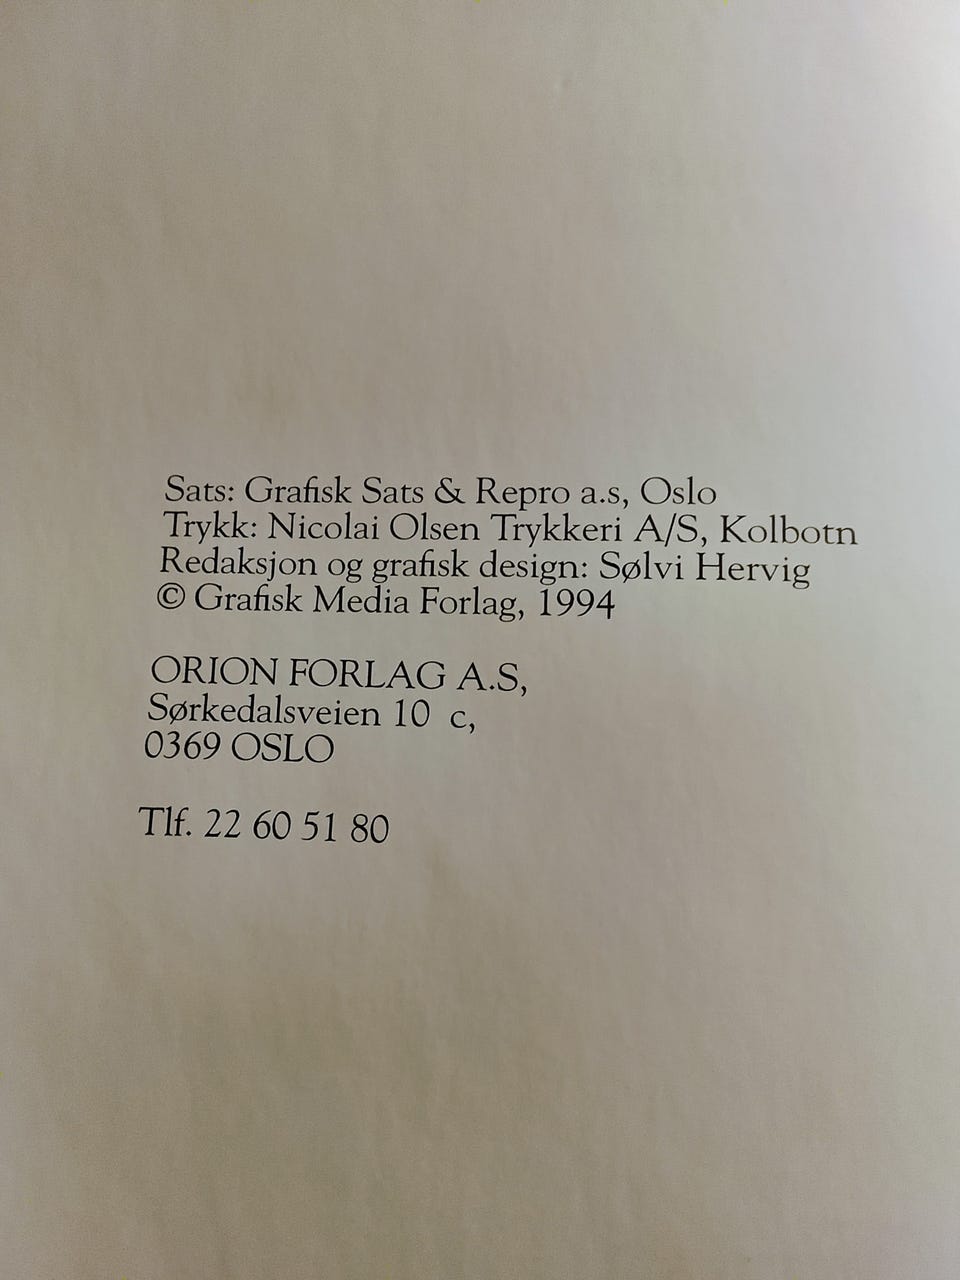 Sats: Grafisk Sats & Repro a.s, Oslo
Trykk: Nicolai Olsen Trykkeri A/S, Kolbotn
Redaksjon og grafisk design: Sølvi Hervig
© Grafisk Media Forlag, 1994
ORION FORLAG A.S,
Sørkedalsveien 10 c,
0369 OSLO
Tlf. 22 60 51 80